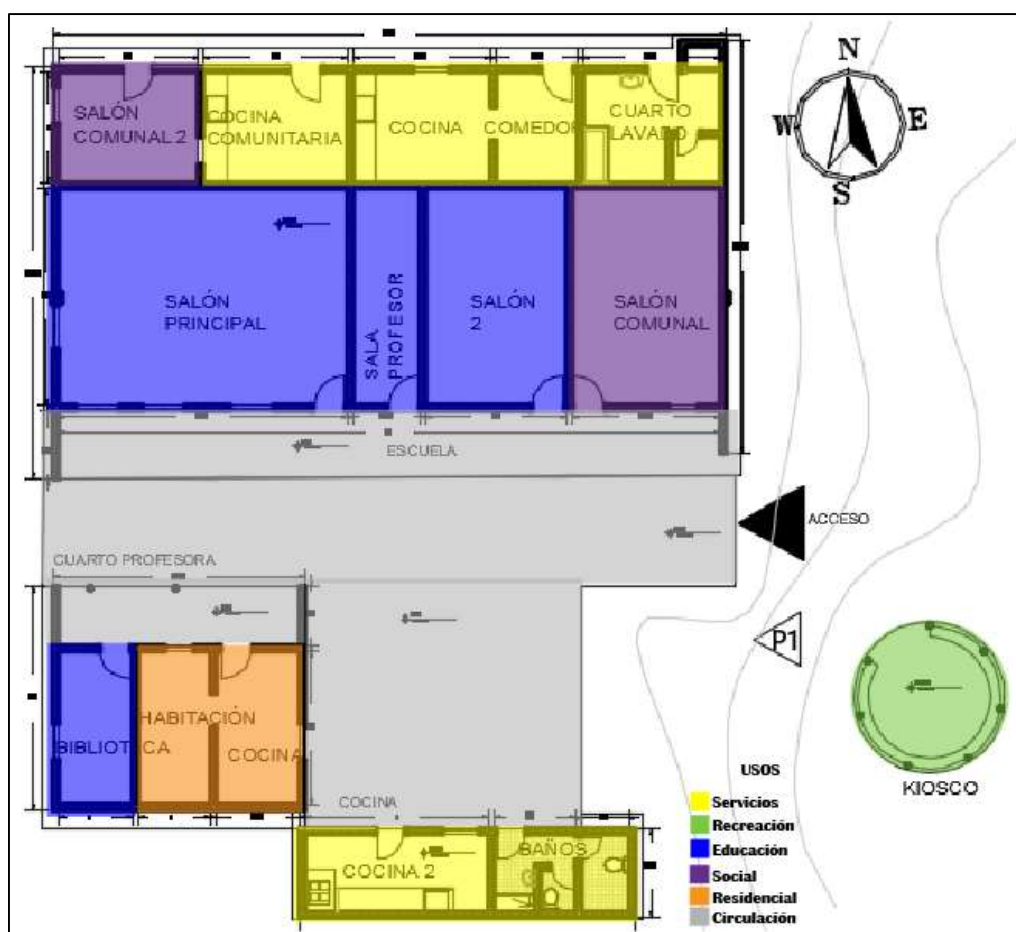 N
W
E
S
SALÓN
COMUNAL 2
COCINA
COMUNITARIA
COCINA
COMEDOR
CUARTO
LAVADO
SALÓN
PRINCIPAL
SALA
PROFESOR
SALÓN
2
SALÓN
COMUNAL
ESCUELA
ACCESO
CUARTO PROFESORA
P1
HABITACIÓN
BIBLIOTECA
COCINA
KIOSCO
COCINA
COCINA 2
BAÑOS
USOS
Servicios
Recreación
Educación
Social
Residencial
Circulación